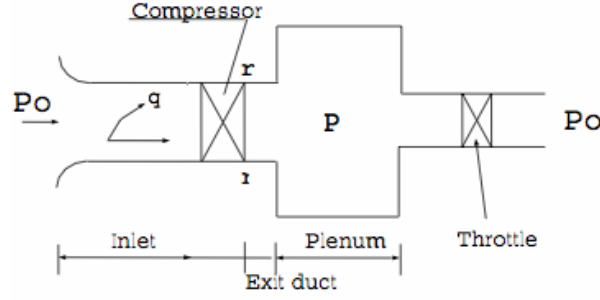 Compressor
r
Po
q
P
Po
ı
Inlet
Plenum
Throttle
Exit duct